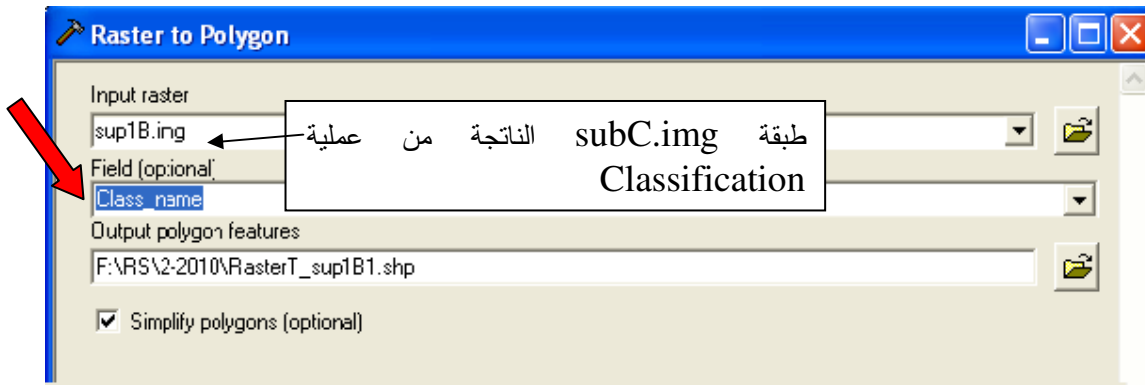 Raster to Polygon
Input raster
sup1B.img
طبقة subC.img الناتجة من عملية
Classification
Field (optional)
Class_name
Output polygon features
F:\RS\2-2010\RasterT_sup1B1.shp
Simplify polygons (optional)